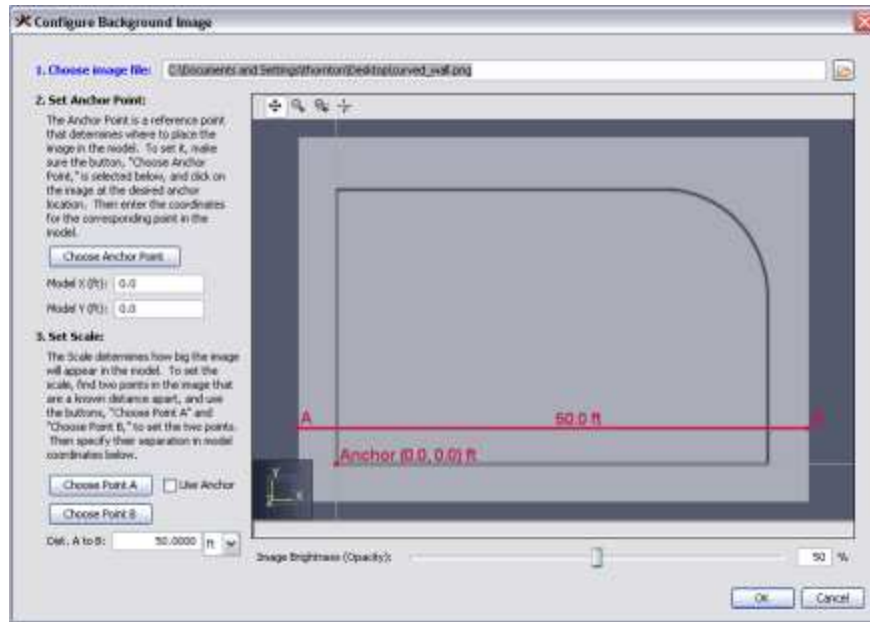 Configure Background Image
1. Choose image file:
C:\Documents and Settings\thornton\Desktop\curved_wall.png
2. Set Anchor Point:
The Anchor Point is a reference point
that determines where to place the
image in the model. To set it, make
sure the button, "Choose Anchor
Point," is selected below, and click on
the image at the desired anchor
location. Then enter the coordinates
for the corresponding point in the
model.
Choose Anchor Point
Model X (ft): 0.0
Model Y (ft): 0.0
3. Set Scale:
The Scale determines how big the image
will appear in the model. To set the
scale, find two points in the image that
are a known distance apart, and use
the buttons, "Choose Point A" and
"Choose Point B," to set the two points.
Then specify their separation in model
coordinates below.
Choose Point A
Use Anchor
Choose Point B
Dist. A to B: 50.0000 ft
A
50.0 ft
B
Anchor (0.0, 0.0) ft
Y
X
Image Brightness (Opacity):
50 %
OK
Cancel